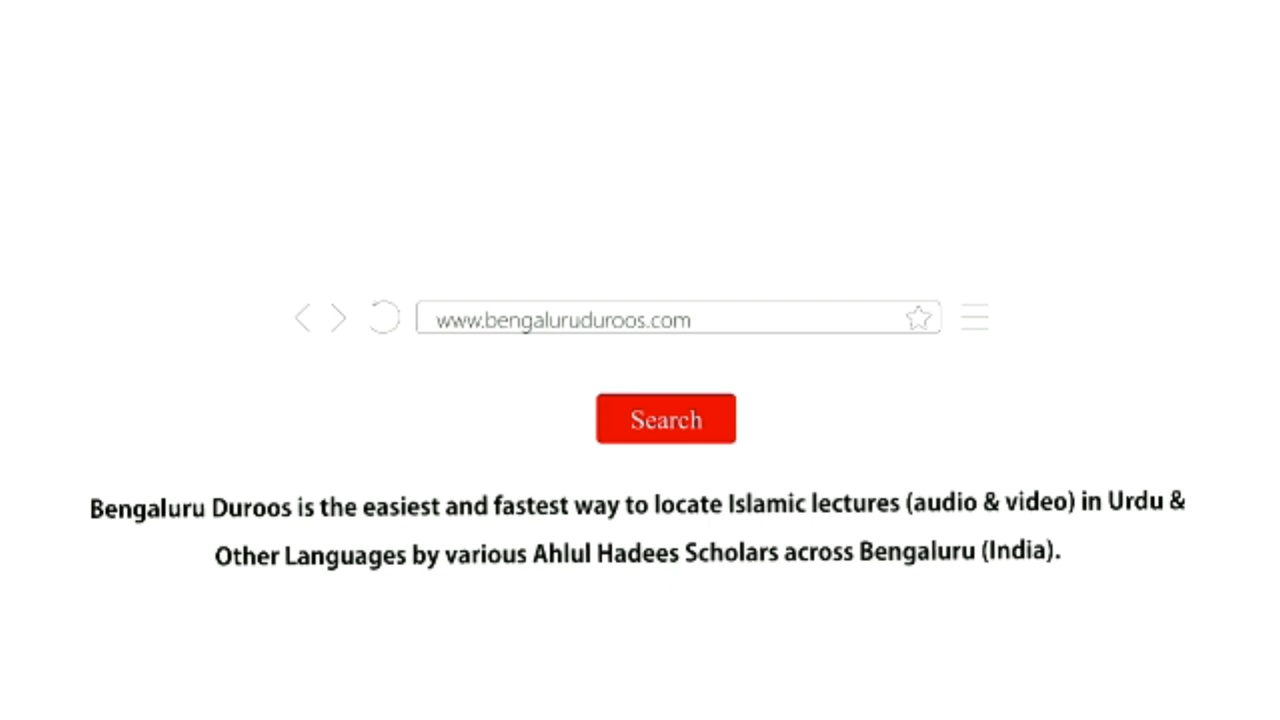 www.bengaluruduroos.com
Search
Bengaluru Duroos is the easiest and fastest way to locate Islamic lectures (audio & video) in Urdu &
Other Languages by various Ahlul Hadees Scholars across Bengaluru (India).